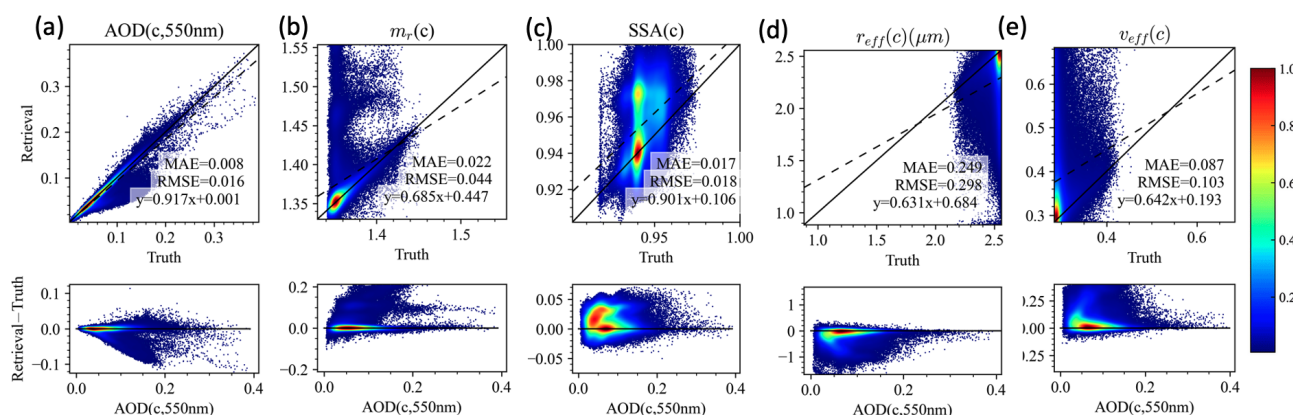 (a) AOD(c,550nm)
0.3
0.2
0.1
Retrieval
MAE=0.008
RMSE=0.016
y=0.917x+0.001
0.1 0.2 0.3
Truth
0.1
0.0
−0.1
Retrieval−Truth
0.0 0.2 0.4
AOD(c,550nm)
(b) m_r(c)
1.55
1.50
1.45
1.40
1.35
MAE=0.022
RMSE=0.044
y=0.685x+0.447
1.4 1.5
Truth
0.2
0.0
−0.2
0.0 0.2 0.4
AOD(c,550nm)
(c) SSA(c)
1.00
0.98
0.96
0.94
0.92
MAE=0.017
RMSE=0.018
y=0.901x+0.106
0.95 1.00
Truth
0.05
0.00
−0.05
0.0 0.2 0.4
AOD(c,550nm)
(d) r_eff(c)(μm)
2.5
2.0
1.5
1.0
MAE=0.249
RMSE=0.298
y=0.631x+0.684
1.0 1.5 2.0 2.5
Truth
1
0
−1
0.0 0.2 0.4
AOD(c,550nm)
(e) v_eff(c)
0.7
0.6
0.5
0.4
0.3
MAE=0.087
RMSE=0.103
y=0.642x+0.193
0.4 0.6
Truth
0.25
0.00
0.25
0.0 0.2 0.4
AOD(c,550nm)
1.0
0.8
0.6
0.4
0.2